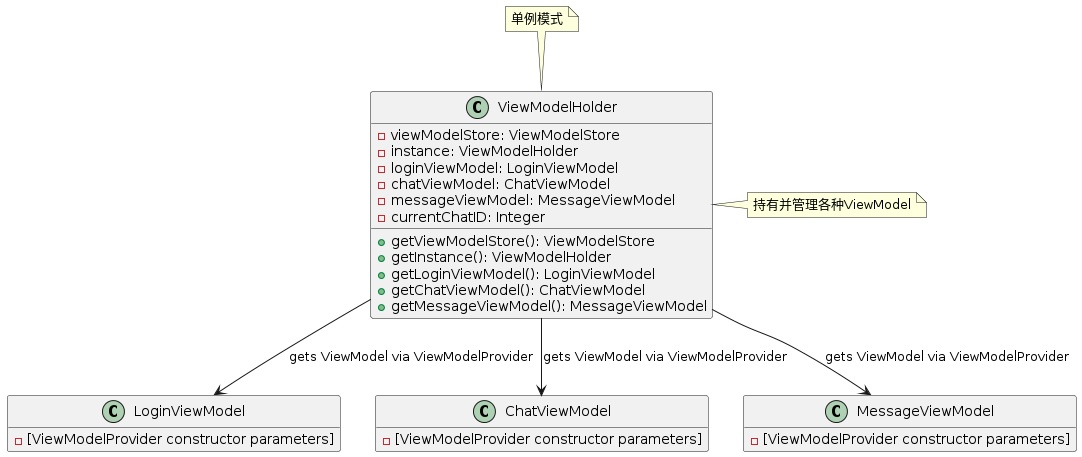 单例模式
C ViewModelHolder
viewModelStore: ViewModelStore
instance: ViewModelHolder
loginViewModel: LoginViewModel
chatViewModel: ChatViewModel
messageViewModel: MessageViewModel
currentChatID: Integer
持有并管理各种ViewModel
getViewModelStore(): ViewModelStore
getInstance(): ViewModelHolder
getLoginViewModel(): LoginViewModel
getChatViewModel(): ChatViewModel
getMessageViewModel(): MessageViewModel
gets ViewModel via ViewModelProvider
gets ViewModel via ViewModelProvider
gets ViewModel via ViewModelProvider
C LoginViewModel
[ViewModelProvider constructor parameters]
C ChatViewModel
[ViewModelProvider constructor parameters]
C MessageViewModel
[ViewModelProvider constructor parameters]